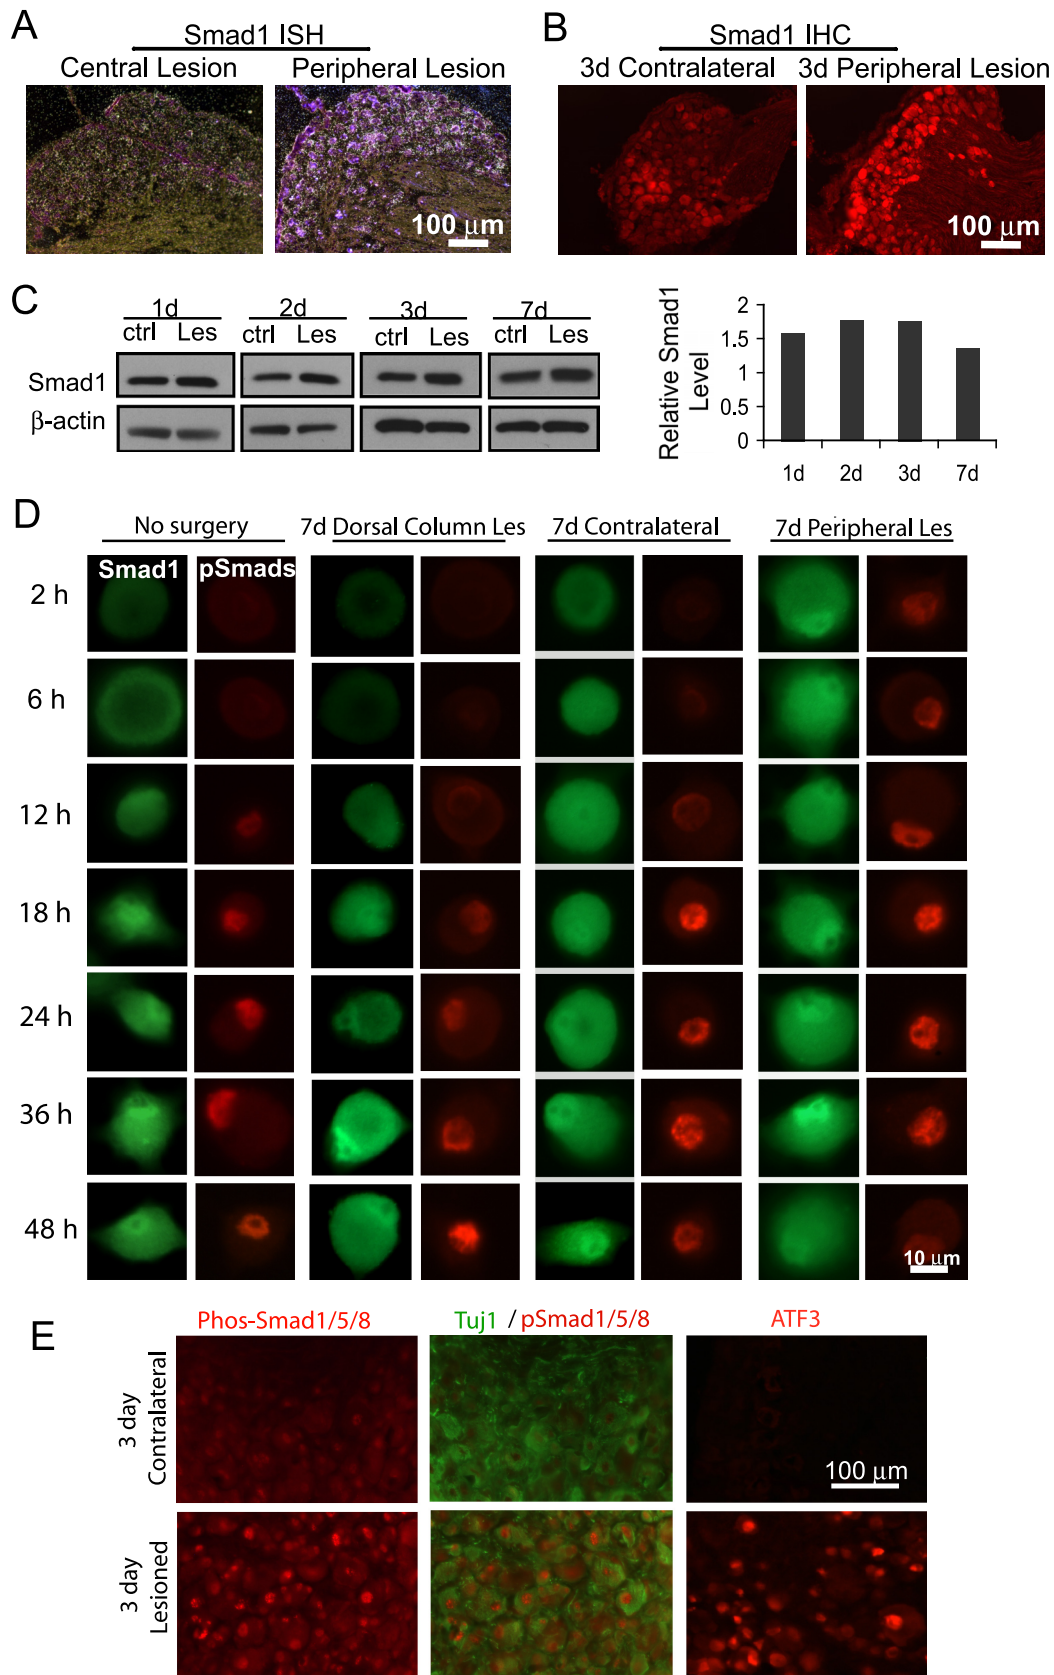 A
Smad1 ISH
Central Lesion
Peripheral Lesion
100 μm
B
Smad1 IHC
3d Contralateral
3d Peripheral Lesion
100 μm
C
1d
2d
3d
7d
ctrl Les
ctrl Les
ctrl Les
ctrl Les
Smad1
β-actin
Relative Smad1
Level
2
1.5
1
0.5
0
1d
2d
3d
7d
D
No surgery
7d Dorsal Column Les
7d Contralateral
7d Peripheral Les
Smad1
pSmads
2 h
6 h
12 h
18 h
24 h
36 h
48 h
10 μm
E
Phos-Smad1/5/8
Tuj1 / pSmad1/5/8
ATF3
3 day
Contralateral
100 μm
3 day
Lesioned